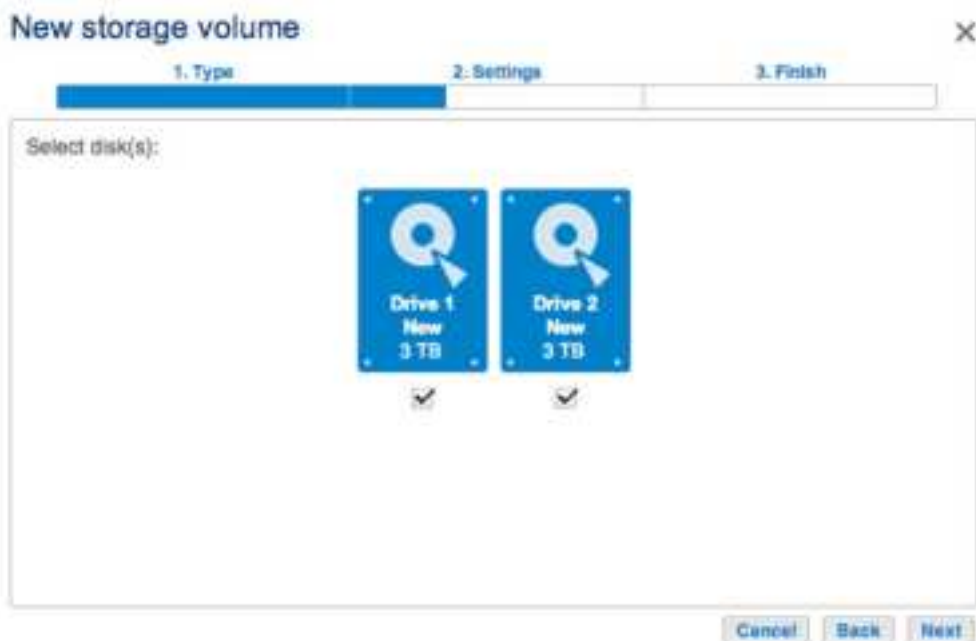 New storage volume
1. Type
2. Settings
3. Finish
Select disk(s):
Drive 1
New
3 TB
Drive 2
New
3 TB
Cancel
Back
Next